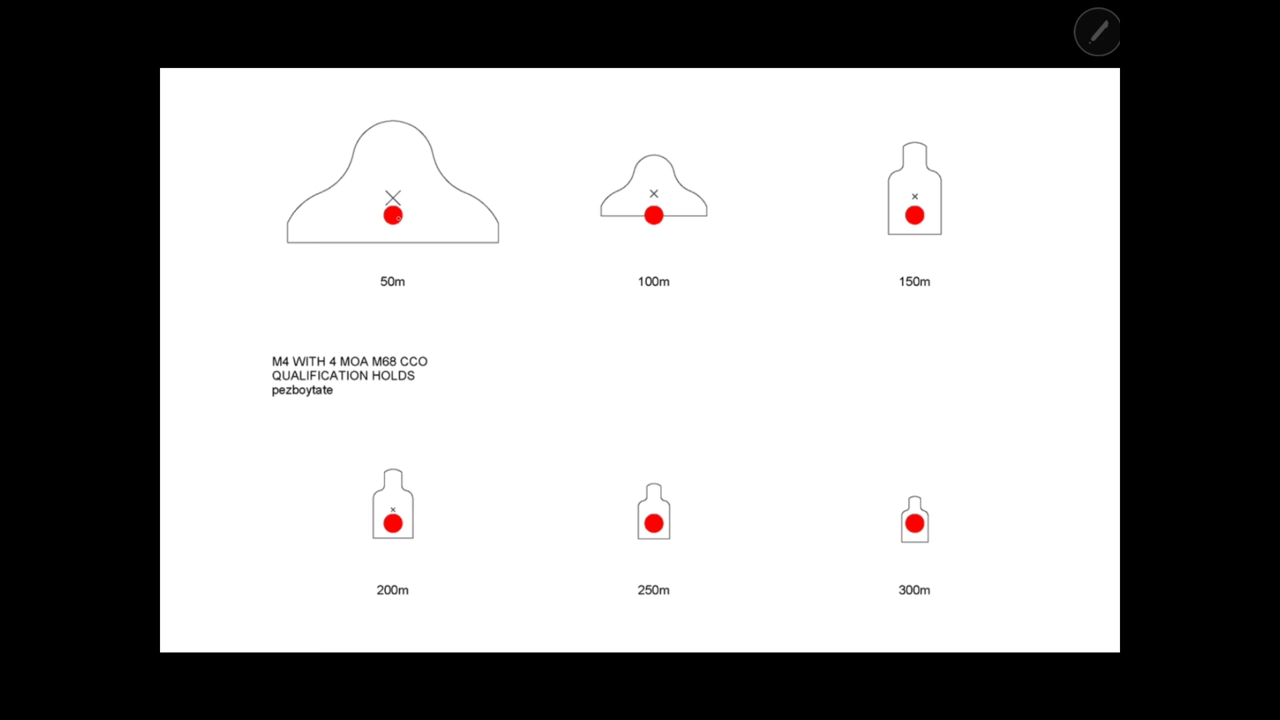 50m
100m
150m
M4 WITH 4 MOA M68 CCO
QUALIFICATION HOLDS
pezboytate
200m
250m
300m